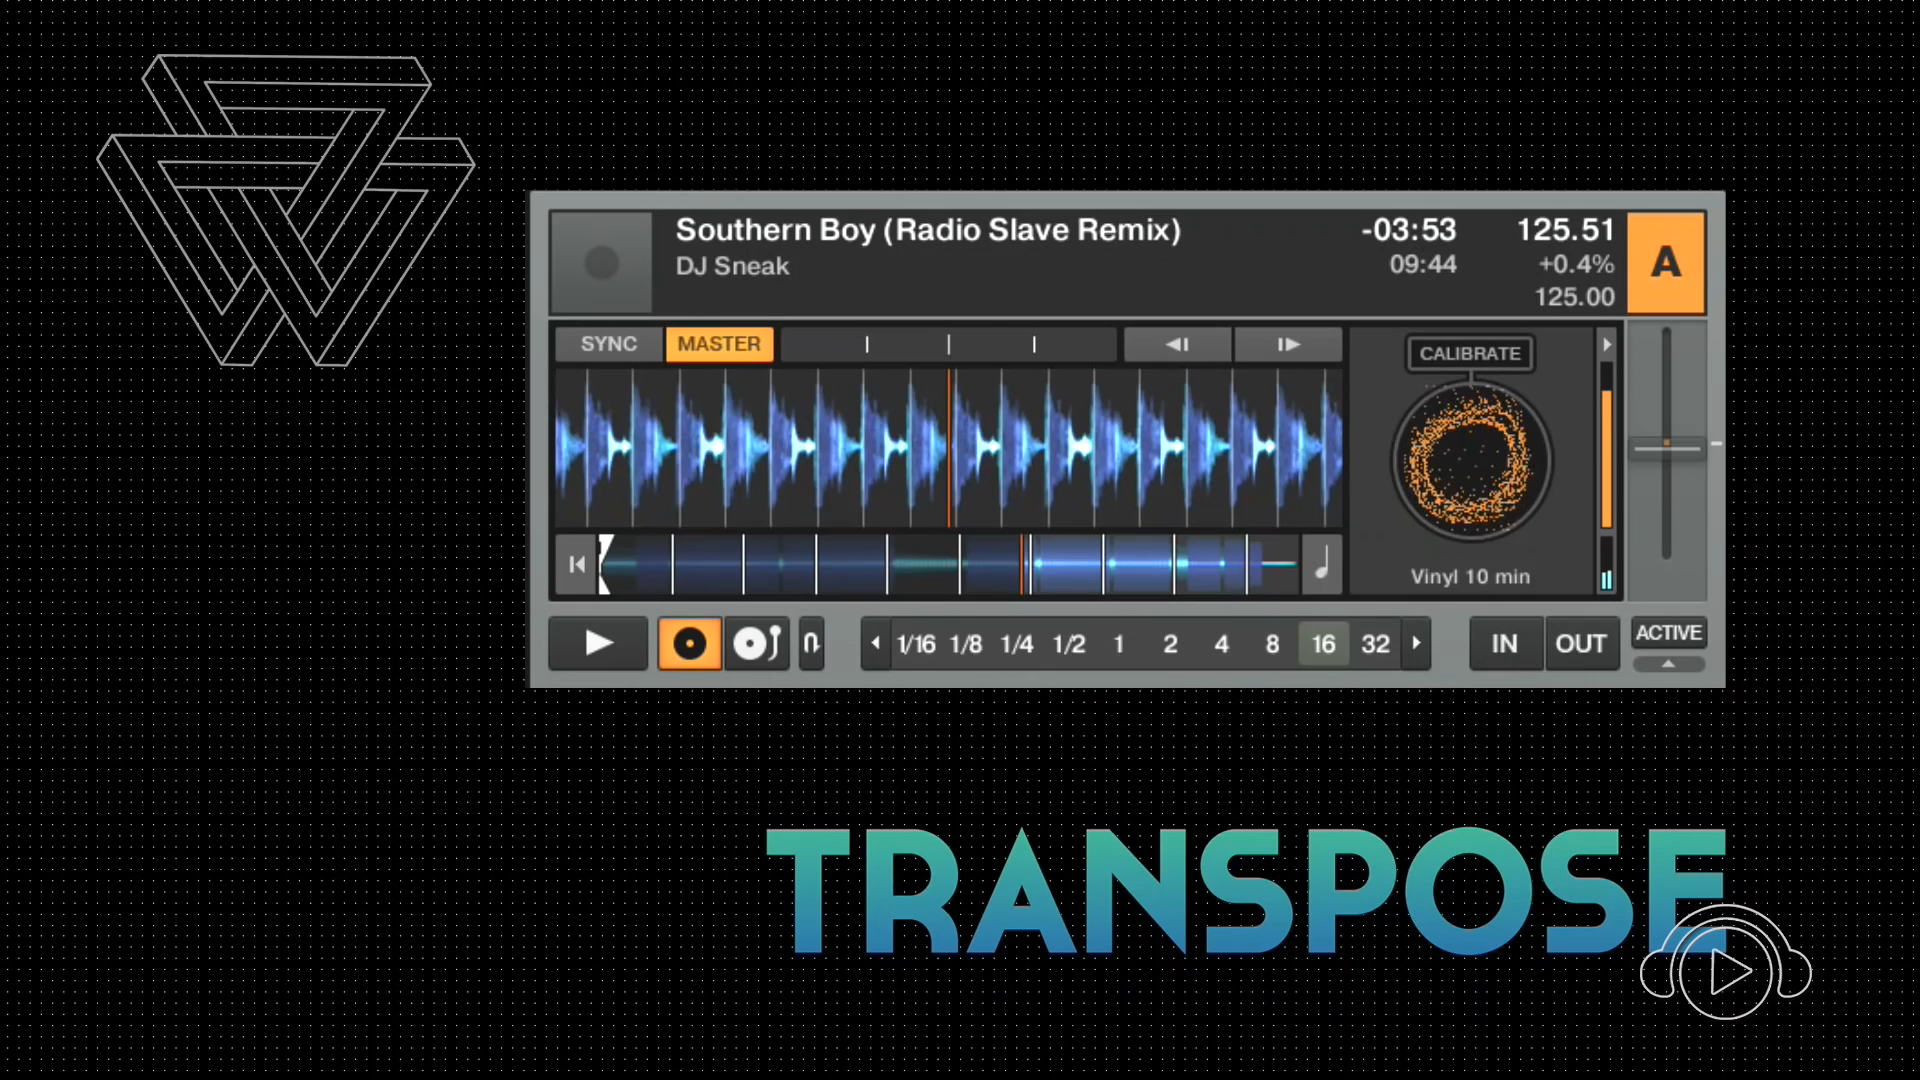 Southern Boy (Radio Slave Remix)
DJ Sneak
-03:53
09:44
125.51
+0.4%
125.00
A
SYNC
MASTER
CALIBRATE
Vinyl 10 min
1/16 1/8 1/4 1/2 1 2 4 8 16 32
IN
OUT
ACTIVE
TRANSPOSE